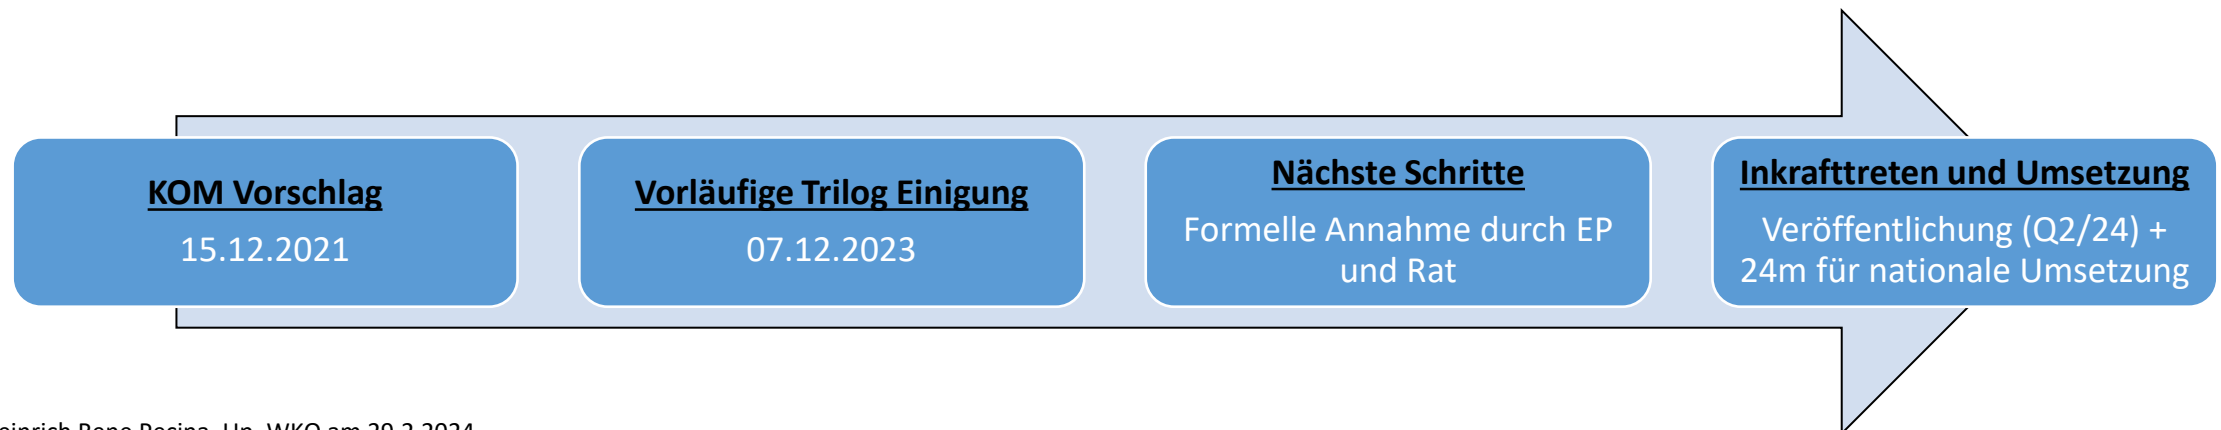 KOM Vorschlag
15.12.2021
Vorläufige Trilog Einigung
07.12.2023
Nächste Schritte
Formelle Annahme durch EP
und Rat
Inkrafttreten und Umsetzung
Veröffentlichung (Q2/24) +
24m für nationale Umsetzung